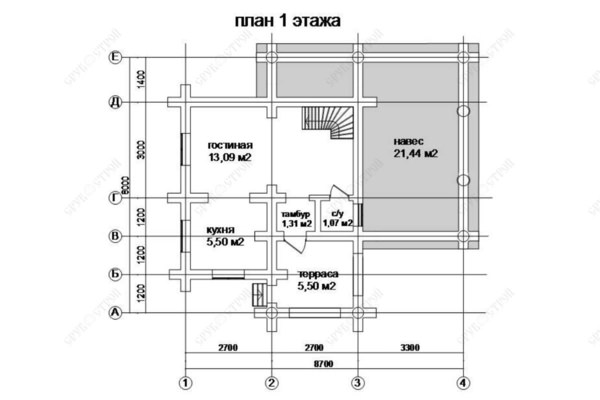 план 1 этажа
Е
Д
Г
В
Б
А
1400
3000
1200
1200
1200
8000
гостиная
13,09 м2
навес
21,44 м2
кухня
5,50 м2
тамбур
1,31 м2
с/у
1,07 м2
терраса
5,50 м2
2700
2700
3300
8700
1
2
3
4